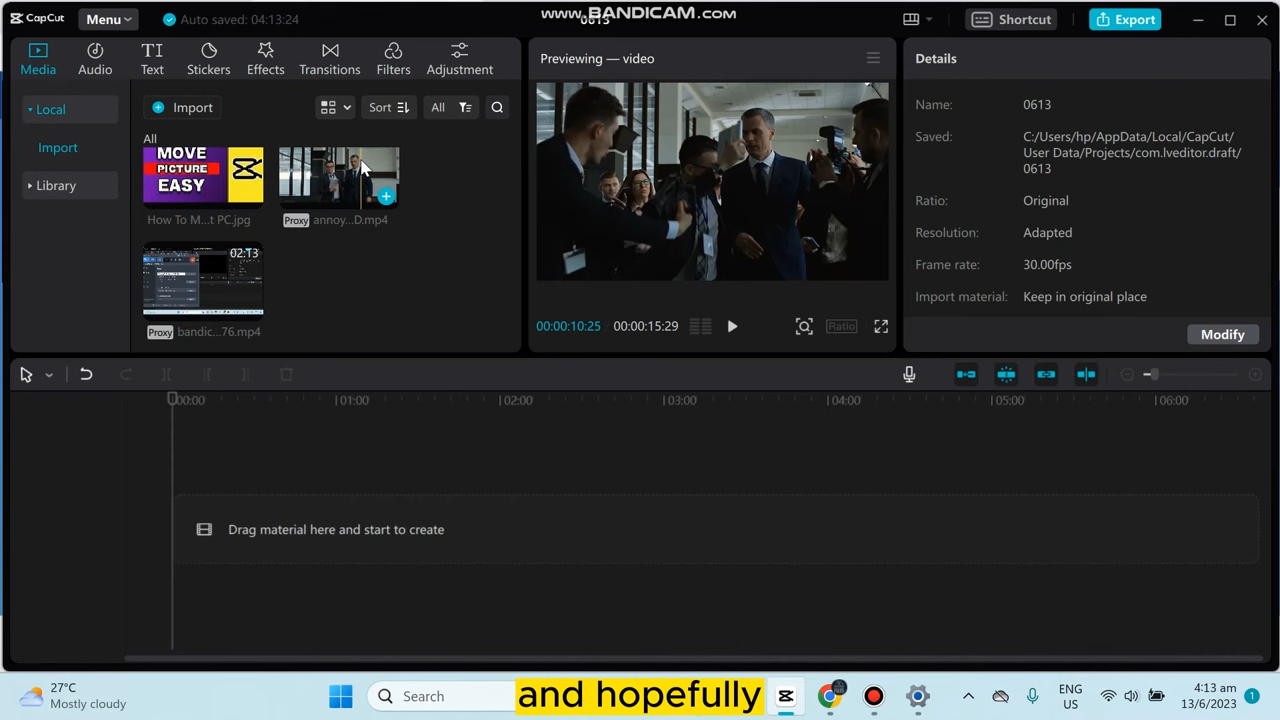 CapCut
Menu
Auto saved: 04:13:24
www.BANDICAM.com
0613
Shortcut
Export
Media
Audio
TI
Text
Stickers
Effects
Transitions
Filters
Adjustment
Previewing — video
Details
Local
Import
Library
Import
Sort
All
All
MOVE
PICTURE
EASY
How To M...t PC.jpg
Proxy annoy...D.mp4
02:13
Proxy bandic...76.mp4
00:00:10:25 00:00:15:29
Ratio
Name: 0613
Saved: C:/Users/hp/AppData/Local/CapCut/
User Data/Projects/com.lveditor.draft/
0613
Ratio: Original
Resolution: Adapted
Frame rate: 30.00fps
Import material: Keep in original place
Modify
00:00 01:00 02:00 03:00 04:00 05:00 06:00
Drag material here and start to create
27°C
Mostly cloudy
Search
and hopefully
ENG
US
4:13 am
13/6/2023
1